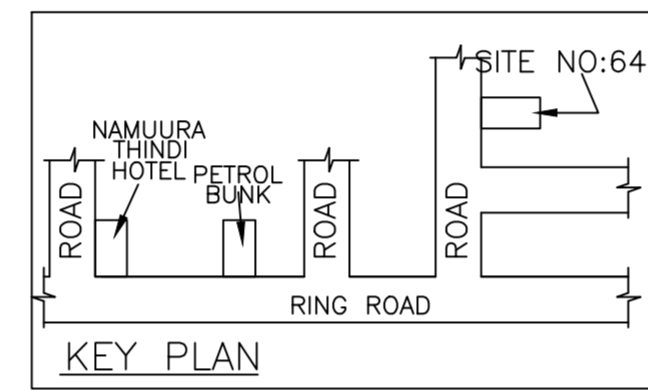 SITE NO:64
NAMUURA
THINDI
HOTEL
PETROL
BUNK
ROAD
ROAD
ROAD
RING ROAD
KEY PLAN